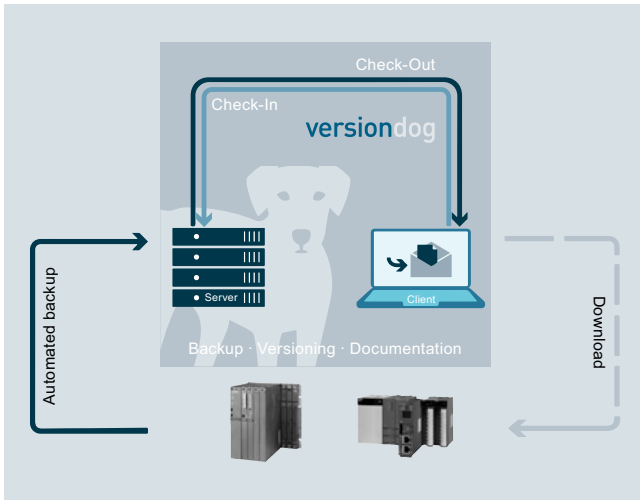 Check-Out
Check-In
versiondog
Server
Client
Backup · Versioning · Documentation
Automated backup
Download